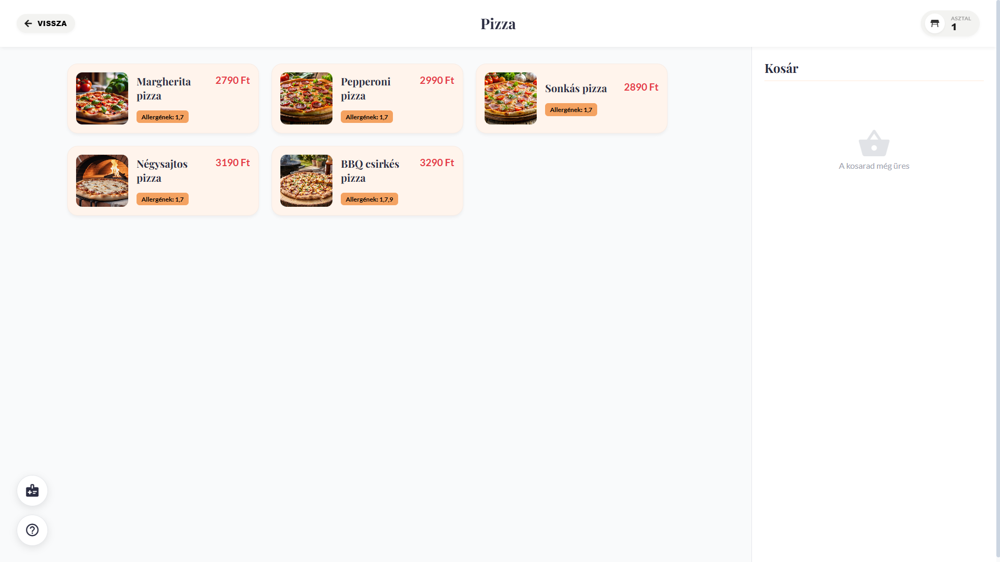 VISSZA
Pizza
ASZTAL
1
Margherita
pizza
2790 Ft
Allergének: 1,7
Pepperoni
pizza
2990 Ft
Allergének: 1,7
Sonkás pizza
2890 Ft
Allergének: 1,7
Négysajtos
pizza
3190 Ft
Allergének: 1,7
BBQ csirkés
pizza
3290 Ft
Allergének: 1,7,9
Kosár
A kosarad még üres